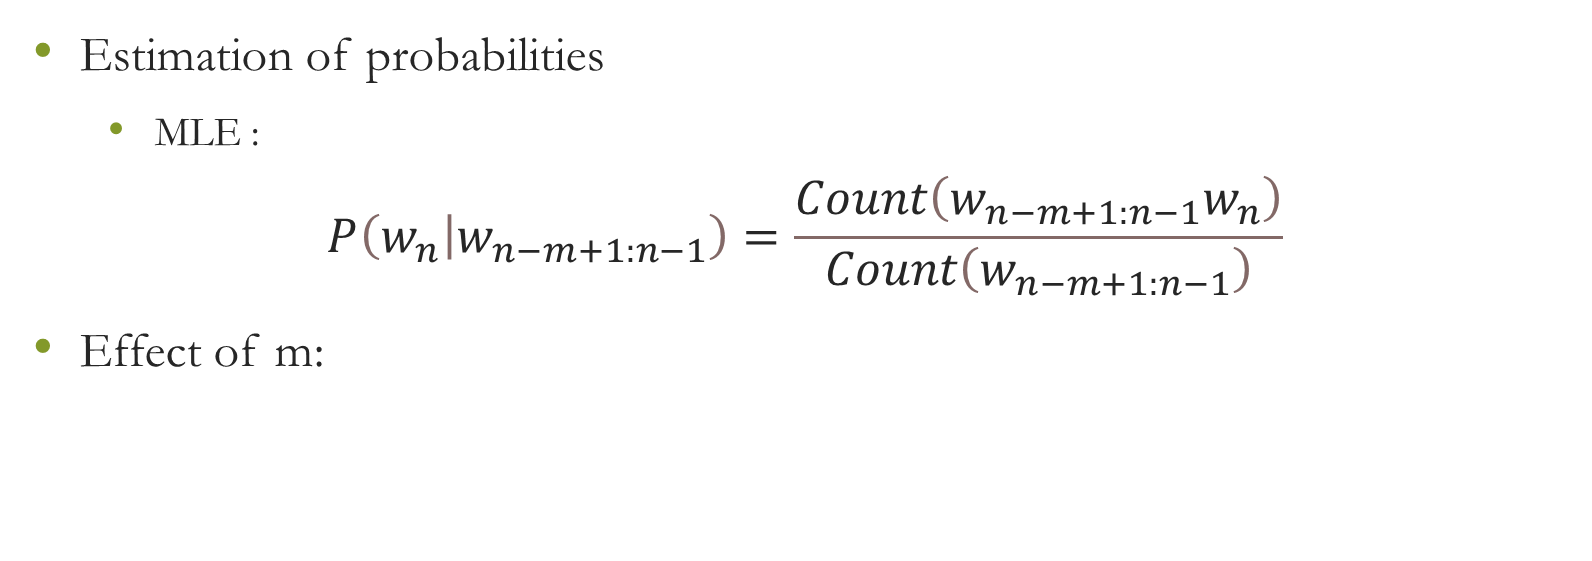 • Estimation of probabilities
• MLE :
$P(w_n|w_{n-m+1:n-1}) = \frac{Count(w_{n-m+1:n-1}w_n)}{Count(w_{n-m+1:n-1})}$
• Effect of m: